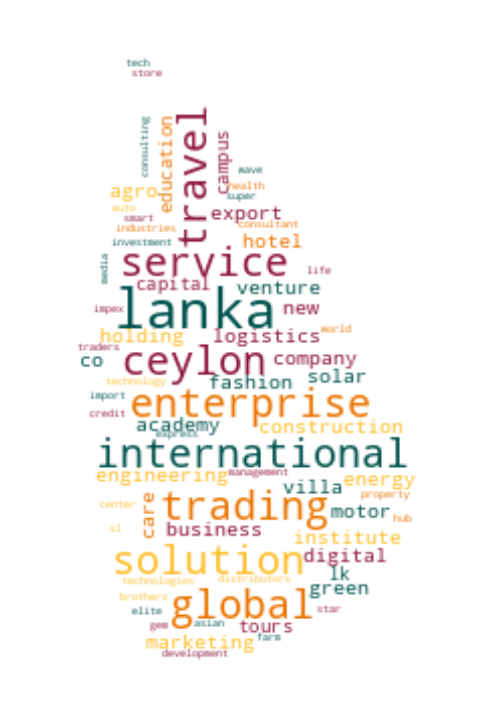 tech
store
consulting
education
travel
campus
wave
agro
health
super
auto
smart
export
industries
consultant
investment
hotel
media
service
life
capital
venture
impex
lanka
new
holding
logistics
world
traders
co
ceylon
company
technology
fashion
solar
import
credit
enterprise
academy
express
construction
international
engineering
management
villa
energy
property
center
care
trading
motor
hub
sl
business
institute
solution
digital
lk
technologies
distributors
green
brothers
elite
global
star
gem
asian
tours
farm
marketing
development